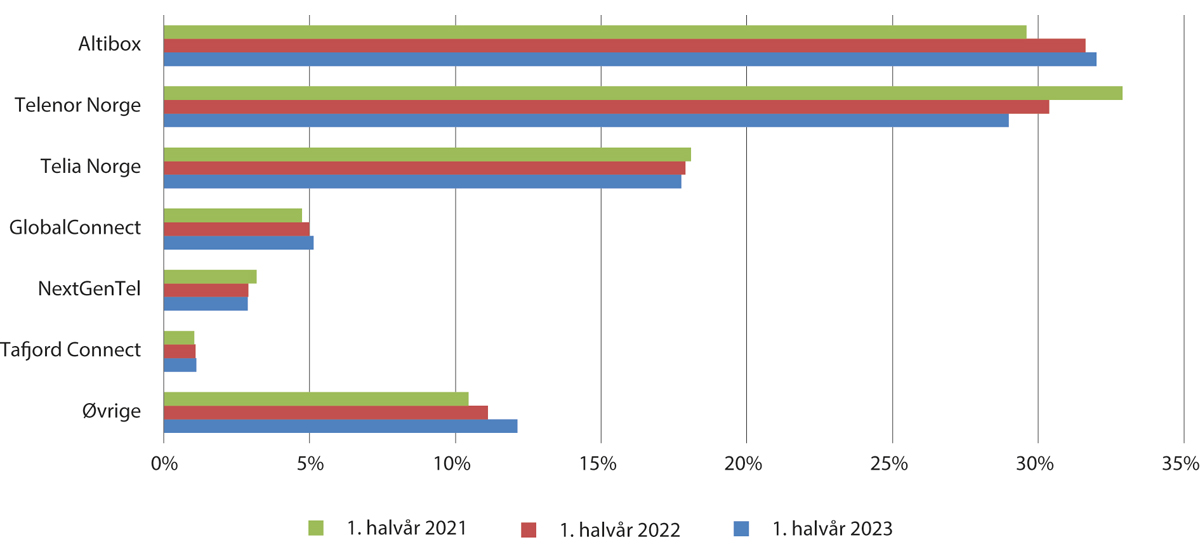 Altibox
Telenor Norge
Telia Norge
GlobalConnect
NextGenTel
Tafjord Connect
Øvrige
0% 5% 10% 15% 20% 25% 30% 35%
1. halvår 2021 1. halvår 2022 1. halvår 2023